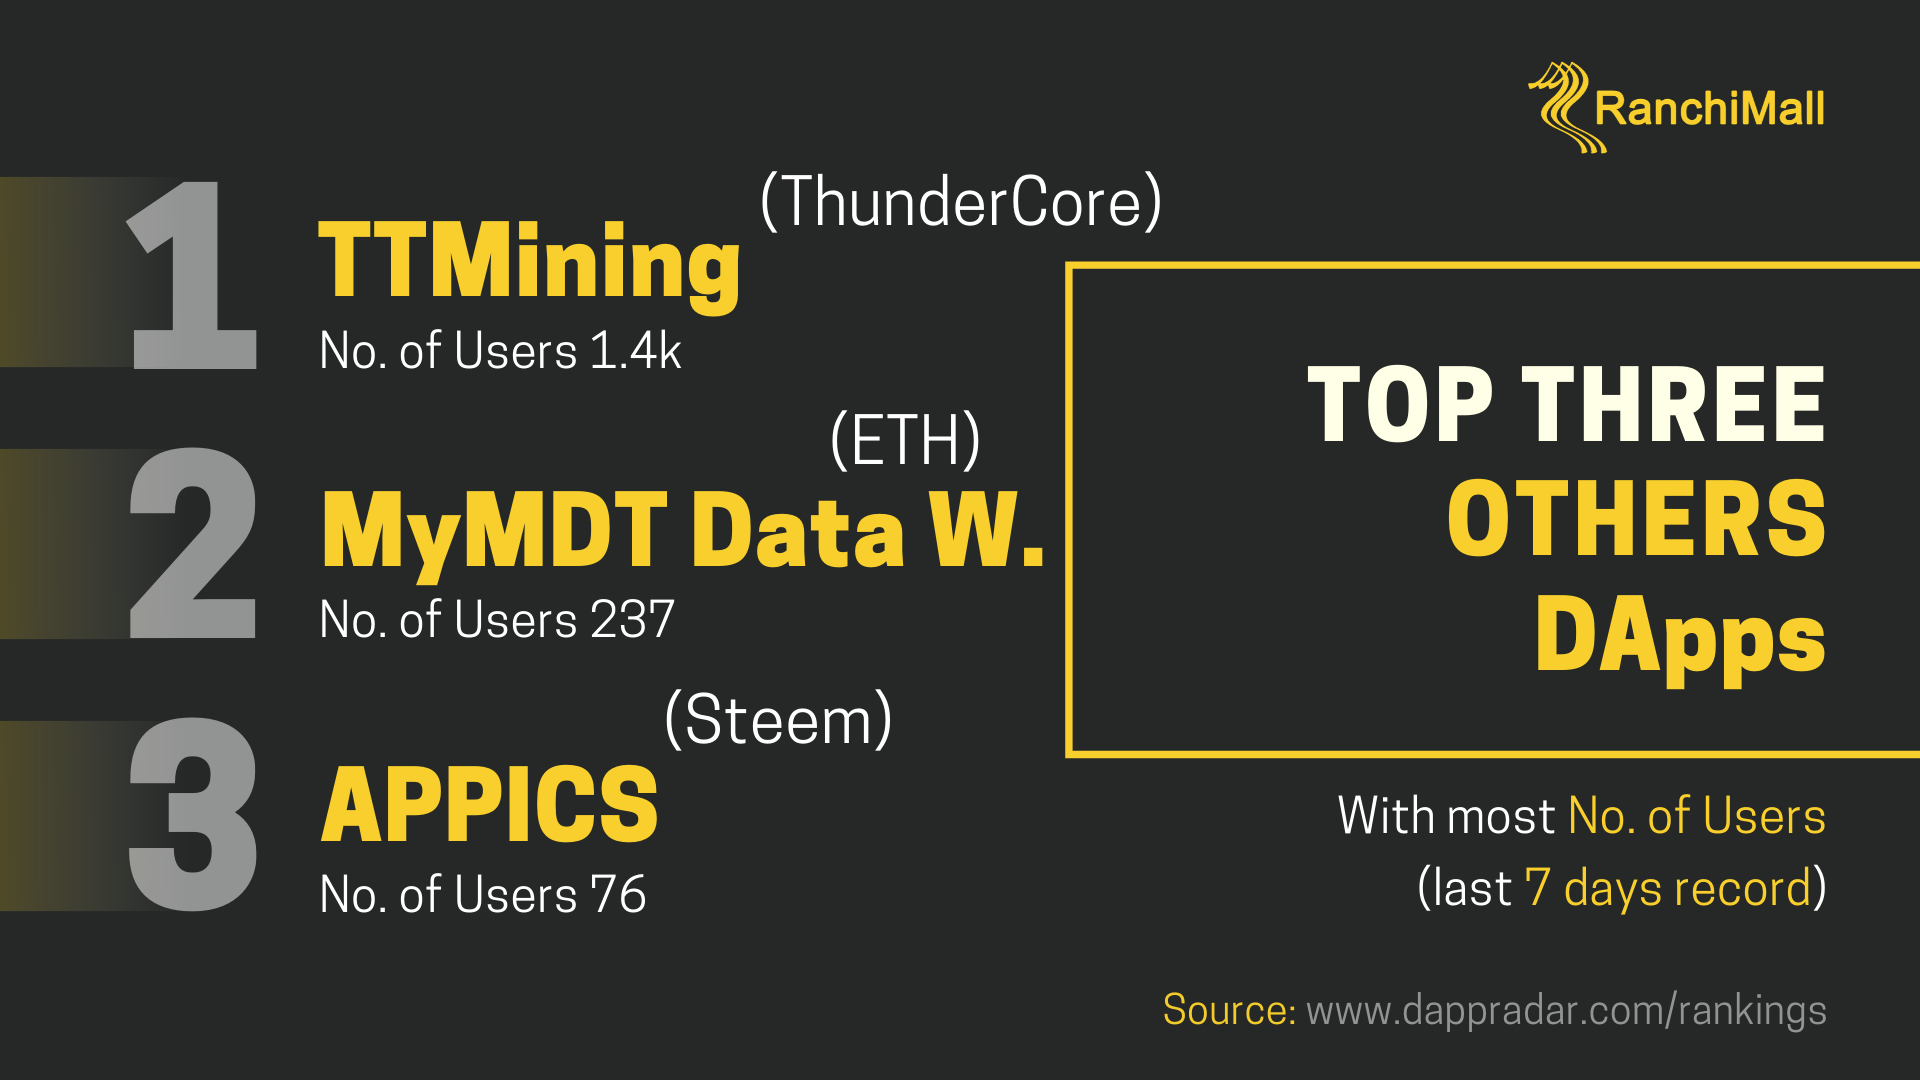 RanchiMall
1
(ThunderCore)
TTMining
No. of Users 1.4k
2
(ETH)
MyMDT Data W.
No. of Users 237
3
(Steem)
APPICS
No. of Users 76
TOP THREE
OTHERS
DApps
With most No. of Users
(last 7 days record)
Source: www.dappradar.com/rankings